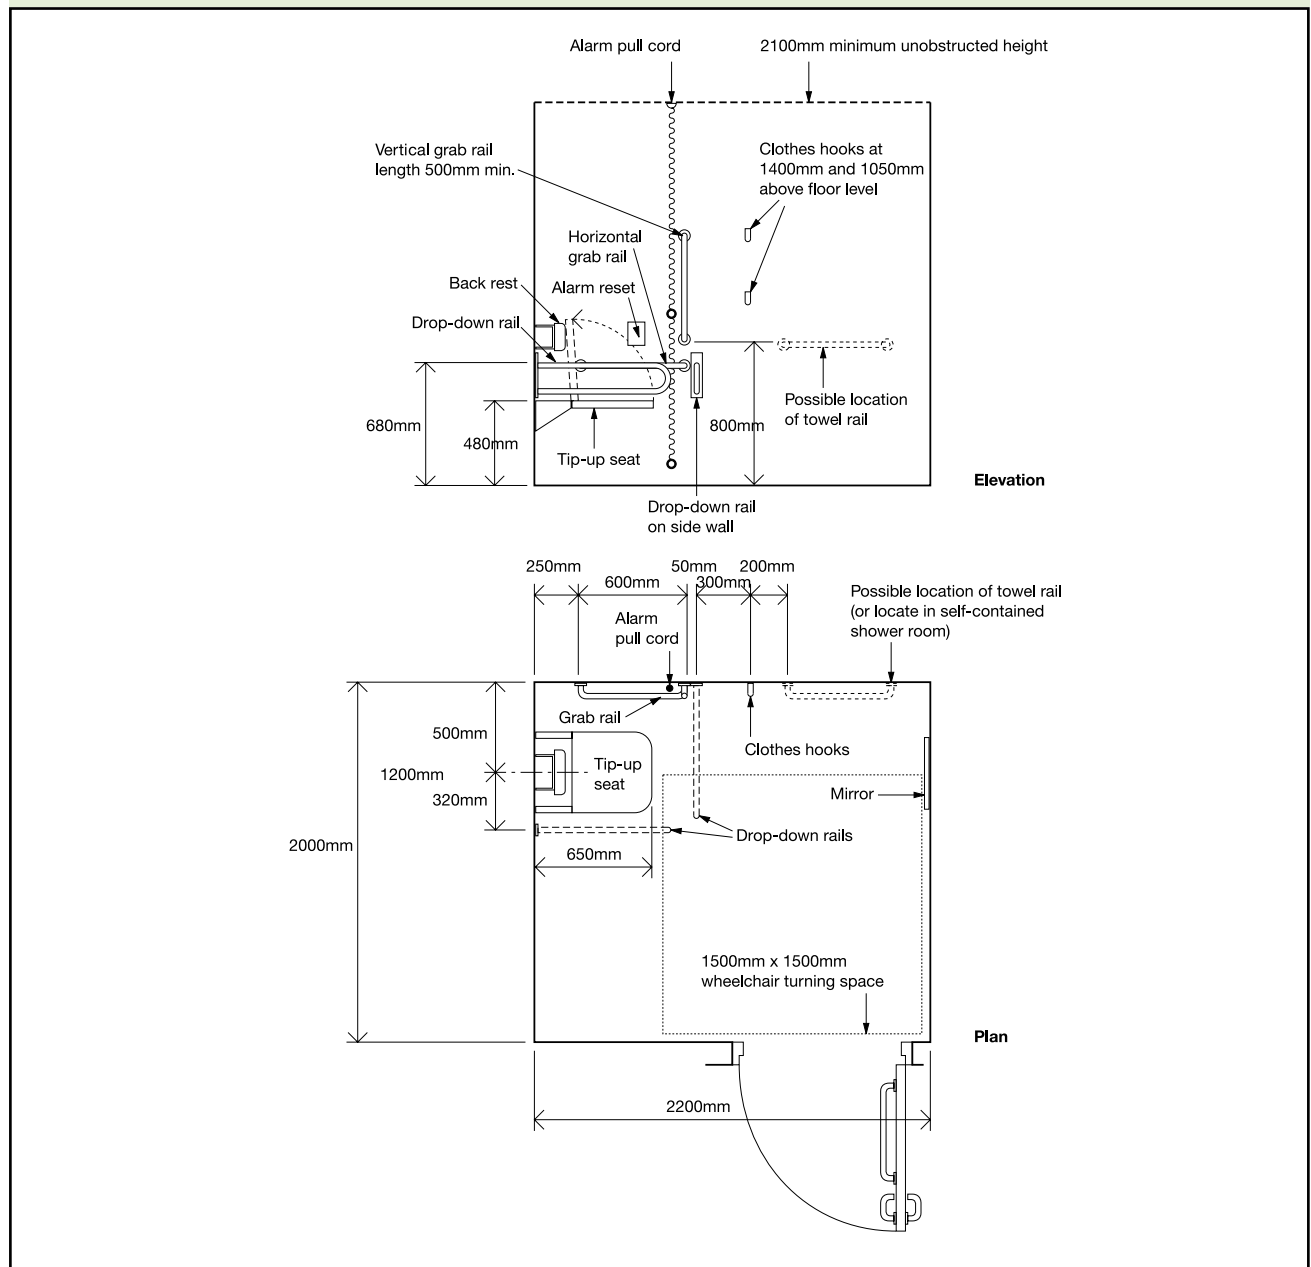 Alarm pull cord
2100mm minimum unobstructed height
Vertical grab rail
length 500mm min.
Clothes hooks at
1400mm and 1050mm
above floor level
Horizontal
grab rail
Back rest
Alarm reset
Drop-down rail
Possible location
of towel rail
680mm
480mm
800mm
Tip-up seat
Elevation
Drop-down rail
on side wall
250mm
600mm
50mm
300mm
200mm
Possible location of towel rail
(or locate in self-contained
shower room)
Alarm
pull cord
Grab rail
500mm
Clothes hooks
1200mm
Tip-up
seat
320mm
Mirror
Drop-down rails
2000mm
650mm
1500mm x 1500mm
wheelchair turning space
Plan
2200mm